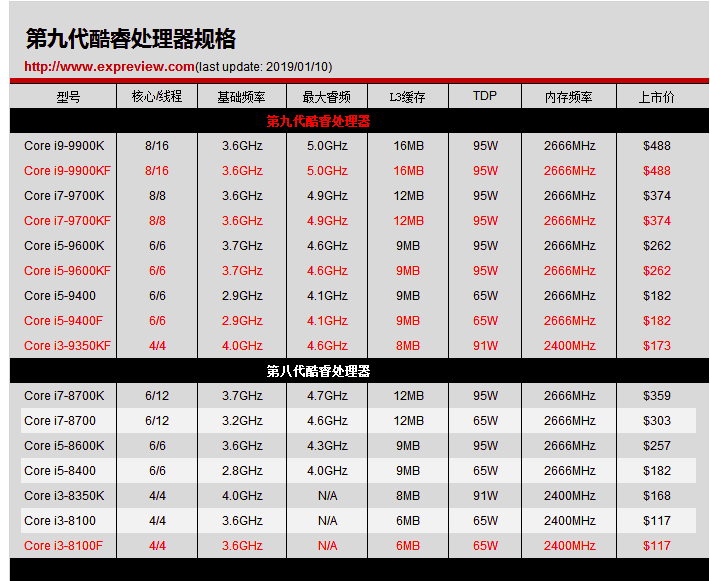 第九代酷睿处理器规格
http://www.expreview.com(last update: 2019/01/10)
型号 核心/线程 基础频率 最大睿频 L3缓存 TDP 内存频率 上市价
第九代酷睿处理器
Core i9-9900K 8/16 3.6GHz 5.0GHz 16MB 95W 2666MHz $488
Core i9-9900KF 8/16 3.6GHz 5.0GHz 16MB 95W 2666MHz $488
Core i7-9700K 8/8 3.6GHz 4.9GHz 12MB 95W 2666MHz $374
Core i7-9700KF 8/8 3.6GHz 4.9GHz 12MB 95W 2666MHz $374
Core i5-9600K 6/6 3.7GHz 4.6GHz 9MB 95W 2666MHz $262
Core i5-9600KF 6/6 3.7GHz 4.6GHz 9MB 95W 2666MHz $262
Core i5-9400 6/6 2.9GHz 4.1GHz 9MB 65W 2666MHz $182
Core i5-9400F 6/6 2.9GHz 4.1GHz 9MB 65W 2666MHz $182
Core i3-9350KF 4/4 4.0GHz 4.6GHz 8MB 91W 2400MHz $173
第八代酷睿处理器
Core i7-8700K 6/12 3.7GHz 4.7GHz 12MB 95W 2666MHz $359
Core i7-8700 6/12 3.2GHz 4.6GHz 12MB 65W 2666MHz $303
Core i5-8600K 6/6 3.6GHz 4.3GHz 9MB 95W 2666MHz $257
Core i5-8400 6/6 2.8GHz 4.0GHz 9MB 65W 2666MHz $182
Core i3-8350K 4/4 4.0GHz N/A 8MB 91W 2400MHz $168
Core i3-8100 4/4 3.6GHz N/A 6MB 65W 2400MHz $117
Core i3-8100F 4/4 3.6GHz N/A 6MB 65W 2400MHz $117